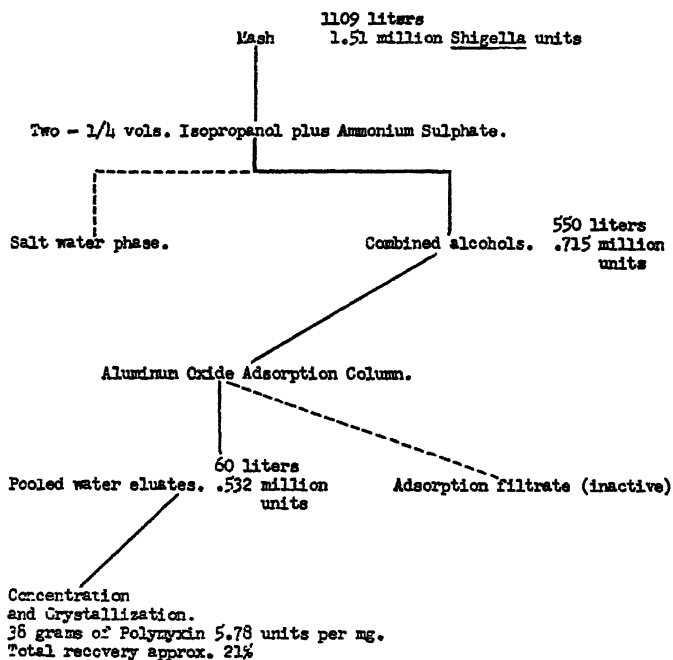 1109 liters
Mash 1.51 million Shigella units
Two - 1/4 vols. Isopropanol plus Ammonium Sulphate.
Salt water phase.
550 liters
Combined alcohols. .715 million
units
Aluminum Oxide Adsorption Column.
60 liters
Pooled water eluates. .532 million
units
Adsorption filtrate (inactive)
Concentration
and Crystallization.
38 grams of Polymyxin 5.78 units per mg.
Total recovery approx. 21%